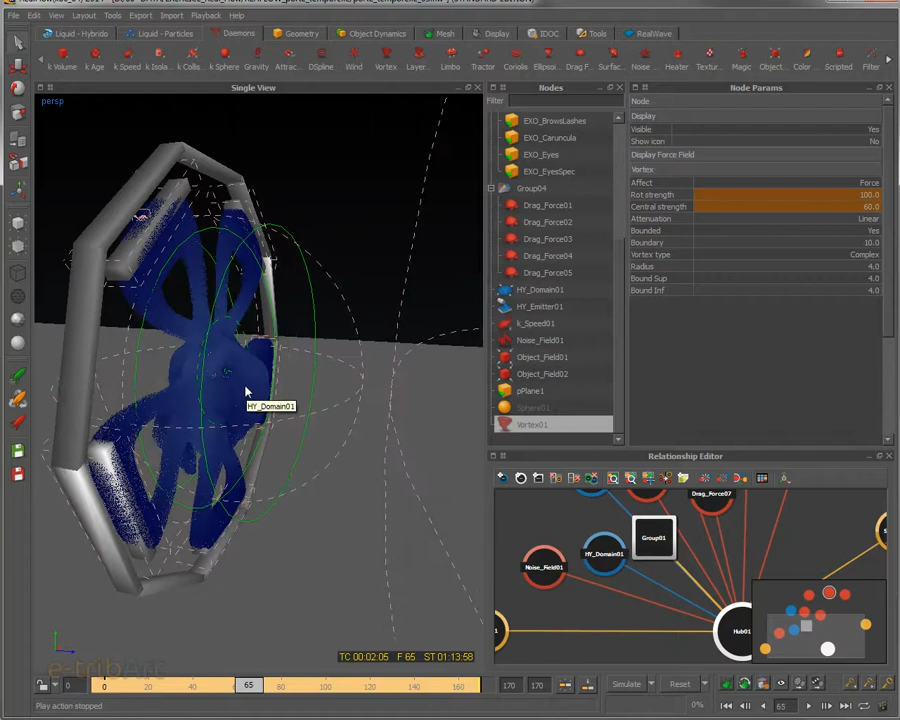 File Edit View Layout Tools Export Import Playback Help
Liquid - Hybrido Liquid - Particles Daemons Geometry Object Dynamics Mesh Display IDOC Tools RealWave
k Volume k Age k Speed k Isola... k Collis... k Sphere Gravity Attrac... DSpline Wind Vortex Layer... Limbo Tractor Coriolis Ellipsoi... Drag F... Surfac... Noise ... Heater Textur... Magic Object... Color ... Scripted Filter
Single View
Nodes
Node Params
persp
Filter
EXO_BrowsLashes
EXO_Caruncula
EXO_Eyes
EXO_EyesSpec
Group04
Drag_Force01
Drag_Force02
Drag_Force03
Drag_Force04
Drag_Force05
HY_Domain01
HY_Emitter01
k_Speed01
Noise_Field01
Object_Field01
Object_Field02
pPlane1
Sphere01
Vortex01
Node
Display
Visible Yes
Show icon No
Display Force Field
Vortex
Affect Force
Rot strength 100.0
Central strength 60.0
Attenuation Linear
Bounded Yes
Boundary 10.0
Vortex type Complex
Radius 4.0
Bound Sup 4.0
Bound Inf 4.0
HY_Domain01
Relationship Editor
Drag_Force07
Group01
HY_Domain01
Noise_Field01
Hub01
e-tribArt
TC 00:02:05 F 65 ST 01:13:58
0 0 20 40 65 80 100 120 140 160 170 170 Simulate Reset
Play action stopped 0% 65